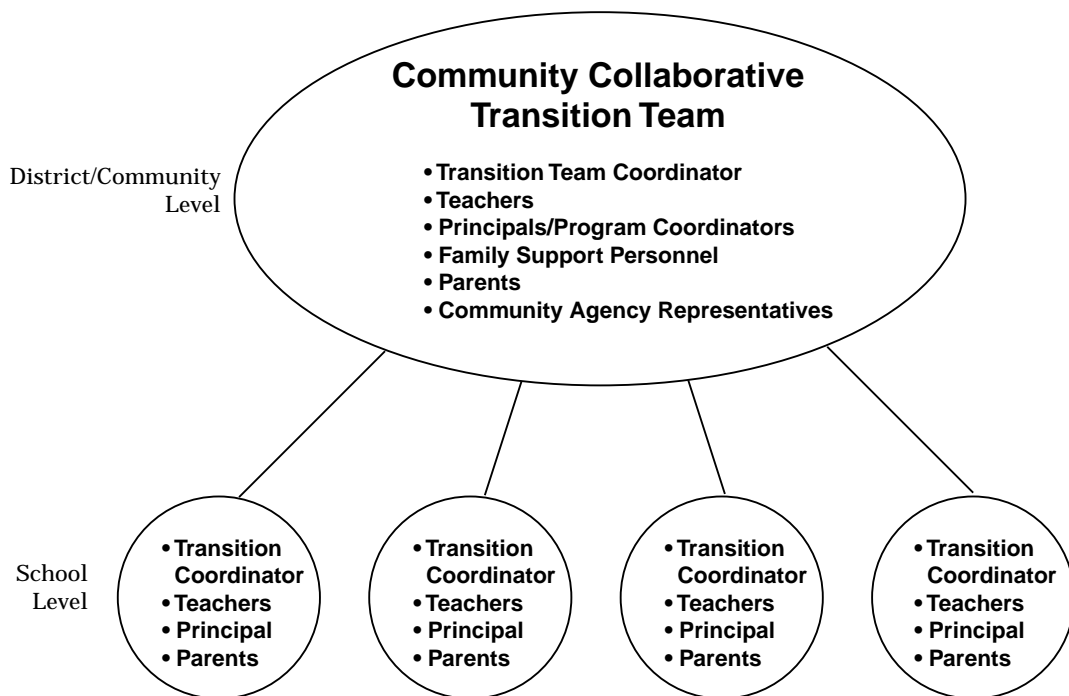 Community Collaborative
Transition Team
District/Community
Level
• Transition Team Coordinator
• Teachers
• Principals/Program Coordinators
• Family Support Personnel
• Parents
• Community Agency Representatives
School
Level
• Transition
Coordinator
• Teachers
• Principal
• Parents
• Transition
Coordinator
• Teachers
• Principal
• Parents
• Transition
Coordinator
• Teachers
• Principal
• Parents
• Transition
Coordinator
• Teachers
• Principal
• Parents